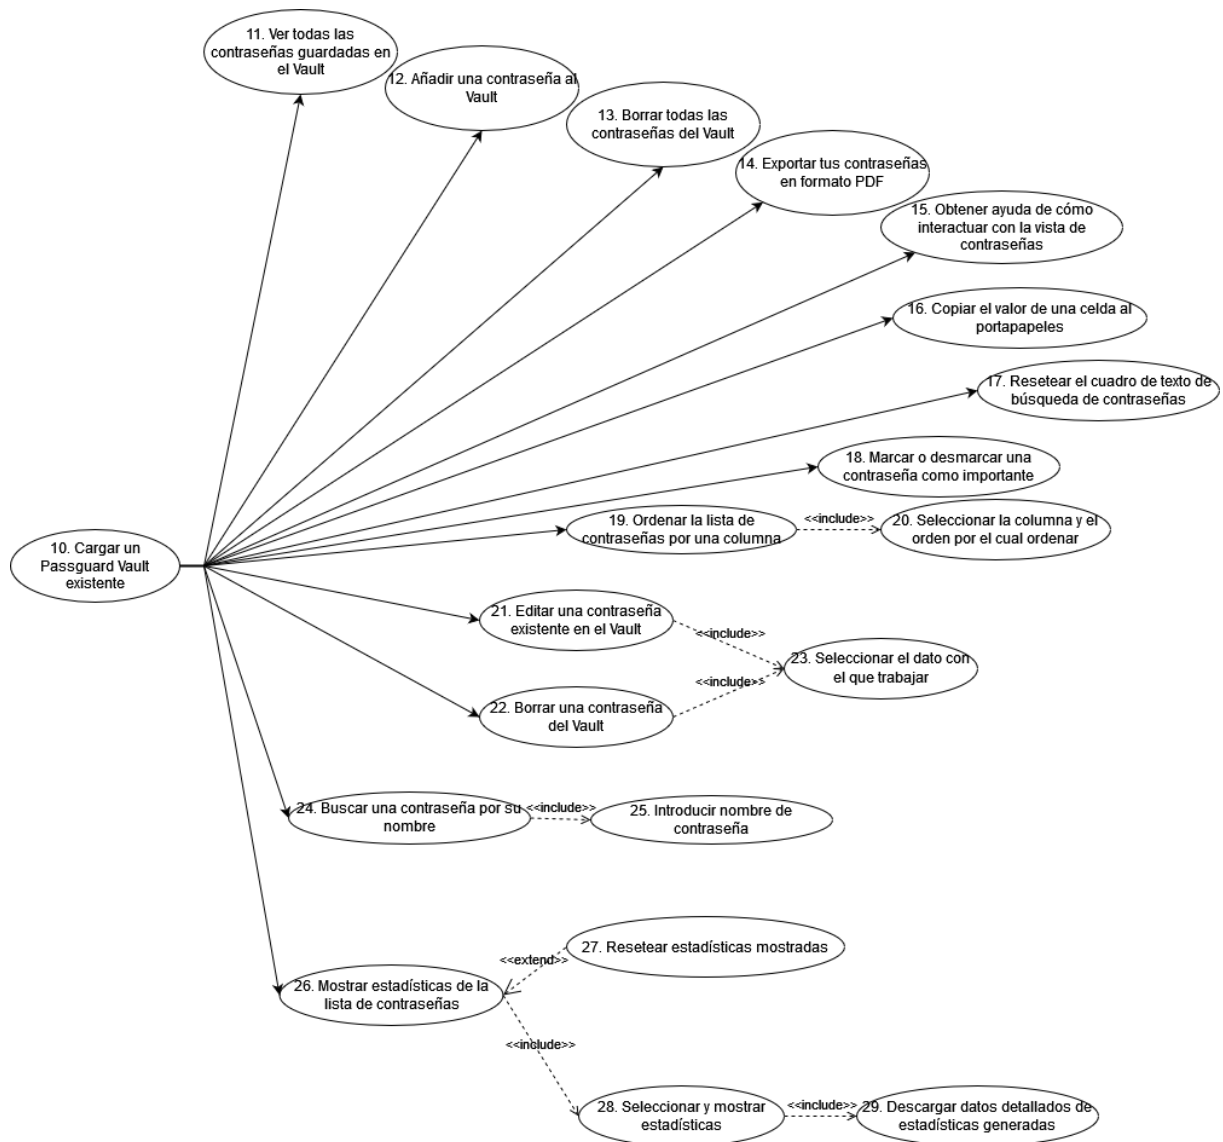 11. Ver todas las
contraseñas guardadas en
el Vault
12. Añadir una contraseña al
Vault
13. Borrar todas las
contraseñas del Vault
14. Exportar tus contraseñas
en formato PDF
15. Obtener ayuda de cómo
interactuar con la vista de
contraseñas
16. Copiar el valor de una celda al
portapapeles
17. Resetear el cuadro de texto de
búsqueda de contraseñas
18. Marcar o desmarcar una
contraseña como importante
19. Ordenar la lista de
contraseñas por una columna
<<include>>
20. Seleccionar la columna y el
orden por el cual ordenar
10. Cargar un
Passguard Vault
existente
21. Editar una contraseña
existente en el Vault
<<include>>
23. Seleccionar el dato con
el que trabajar
<<include>>
22. Borrar una contraseña
del Vault
24. Buscar una contraseña por su
nombre
<<include>>
25. Introducir nombre de
contraseña
27. Resetear estadísticas mostradas
<<extend>>
26. Mostrar estadísticas de la
lista de contraseñas
<<include>>
28. Seleccionar y mostrar
estadísticas
<<include>>
29. Descargar datos detallados de
estadísticas generadas